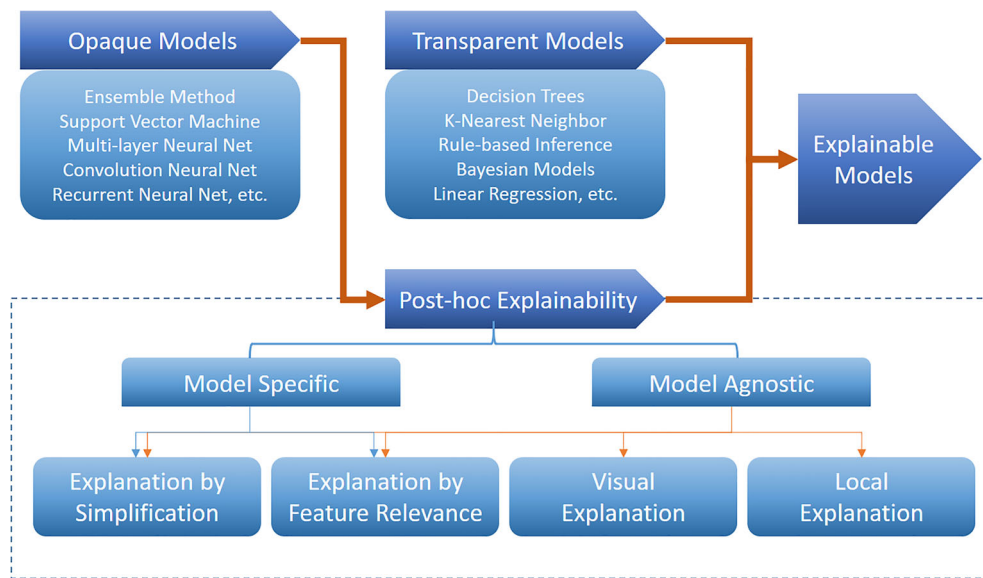 Opaque Models
Ensemble Method
Support Vector Machine
Multi-layer Neural Net
Convolution Neural Net
Recurrent Neural Net, etc.
Transparent Models
Decision Trees
K-Nearest Neighbor
Rule-based Inference
Bayesian Models
Linear Regression, etc.
Explainable
Models
Post-hoc Explainability
Model Specific
Model Agnostic
Explanation by
Simplification
Explanation by
Feature Relevance
Visual
Explanation
Local
Explanation